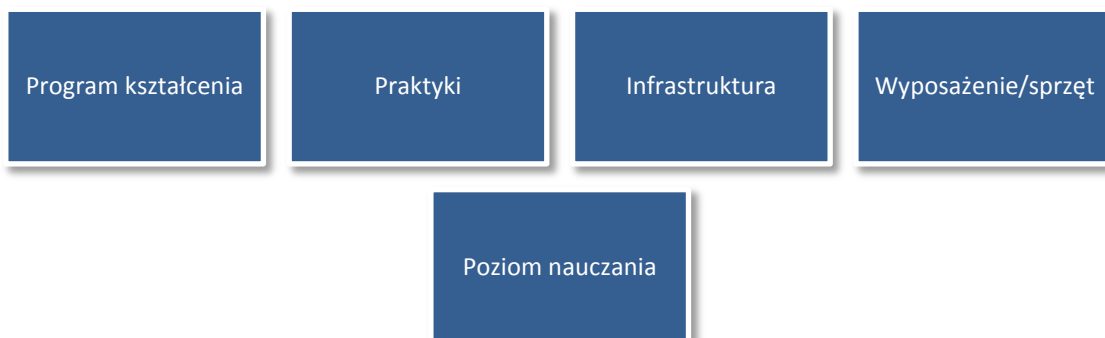 Program kształcenia
Praktyki
Infrastruktura
Wyposażenie/sprzęt
Poziom nauczania